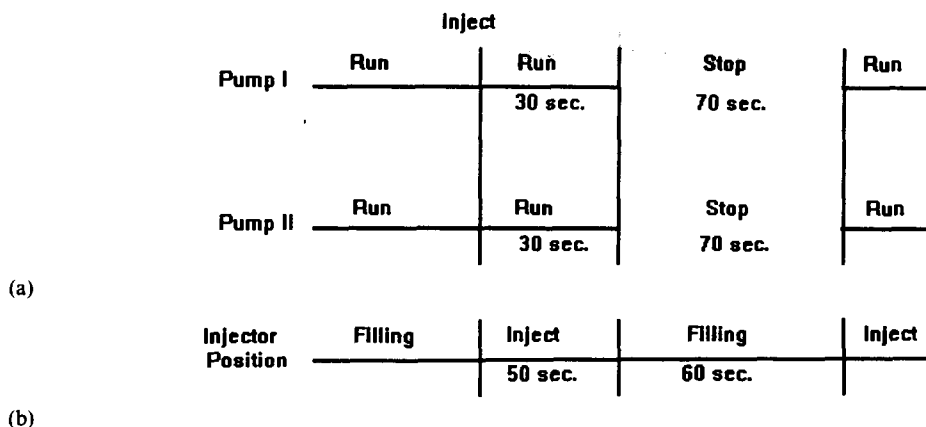 Inject
Run Run Stop Run
Pump I
30 sec. 70 sec.
Run Run Stop Run
Pump II
30 sec. 70 sec.
(a)
Injector Filling Inject Filling Inject
Position
50 sec. 60 sec.
(b)